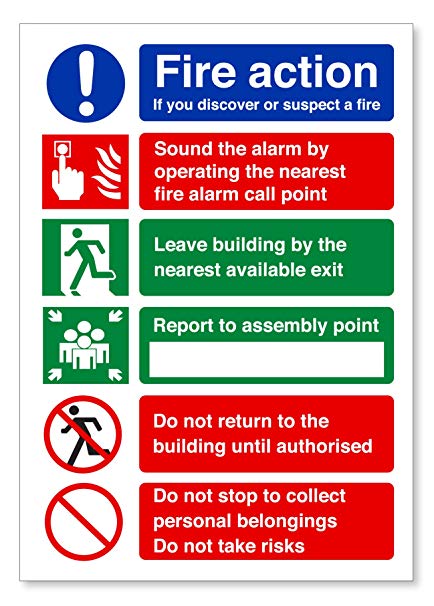 Fire action
If you discover or suspect a fire
Sound the alarm by
operating the nearest
fire alarm call point
Leave building by the
nearest available exit
Report to assembly point
Do not return to the
building until authorised
Do not stop to collect
personal belongings
Do not take risks